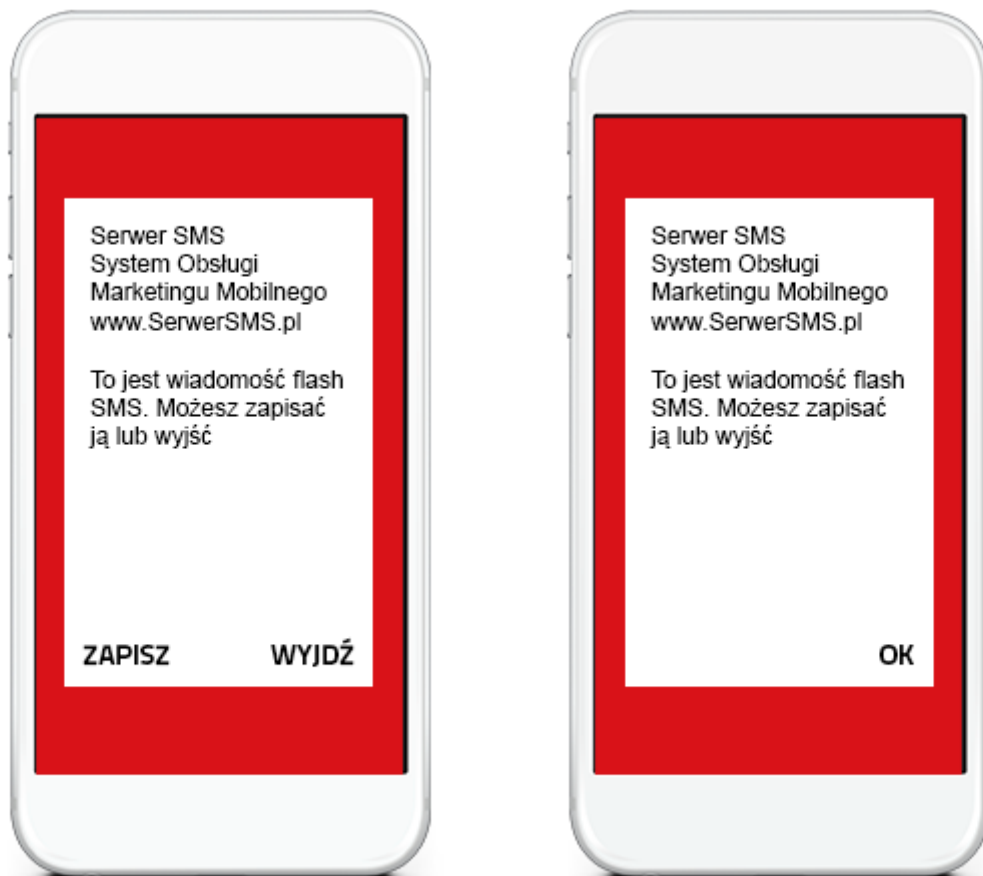 Serwer SMS
System Obsługi
Marketingu Mobilnego
www.SerwerSMS.pl
To jest wiadomość flash
SMS. Możesz zapisać
ją lub wyjść
ZAPISZ WYJDŹ
Serwer SMS
System Obsługi
Marketingu Mobilnego
www.SerwerSMS.pl
To jest wiadomość flash
SMS. Możesz zapisać
ją lub wyjść
OK